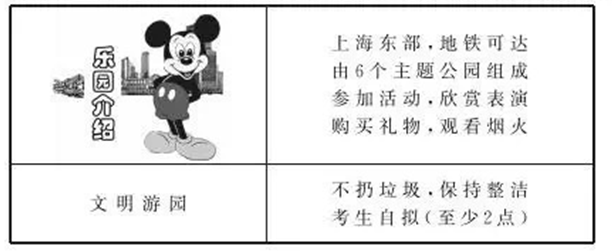 乐园介绍
上海东部,地铁可达
由6个主题公园组成
参加活动,欣赏表演
购买礼物,观看烟火
文明游园
不扔垃圾,保持整洁
考生自拟(至少2点)